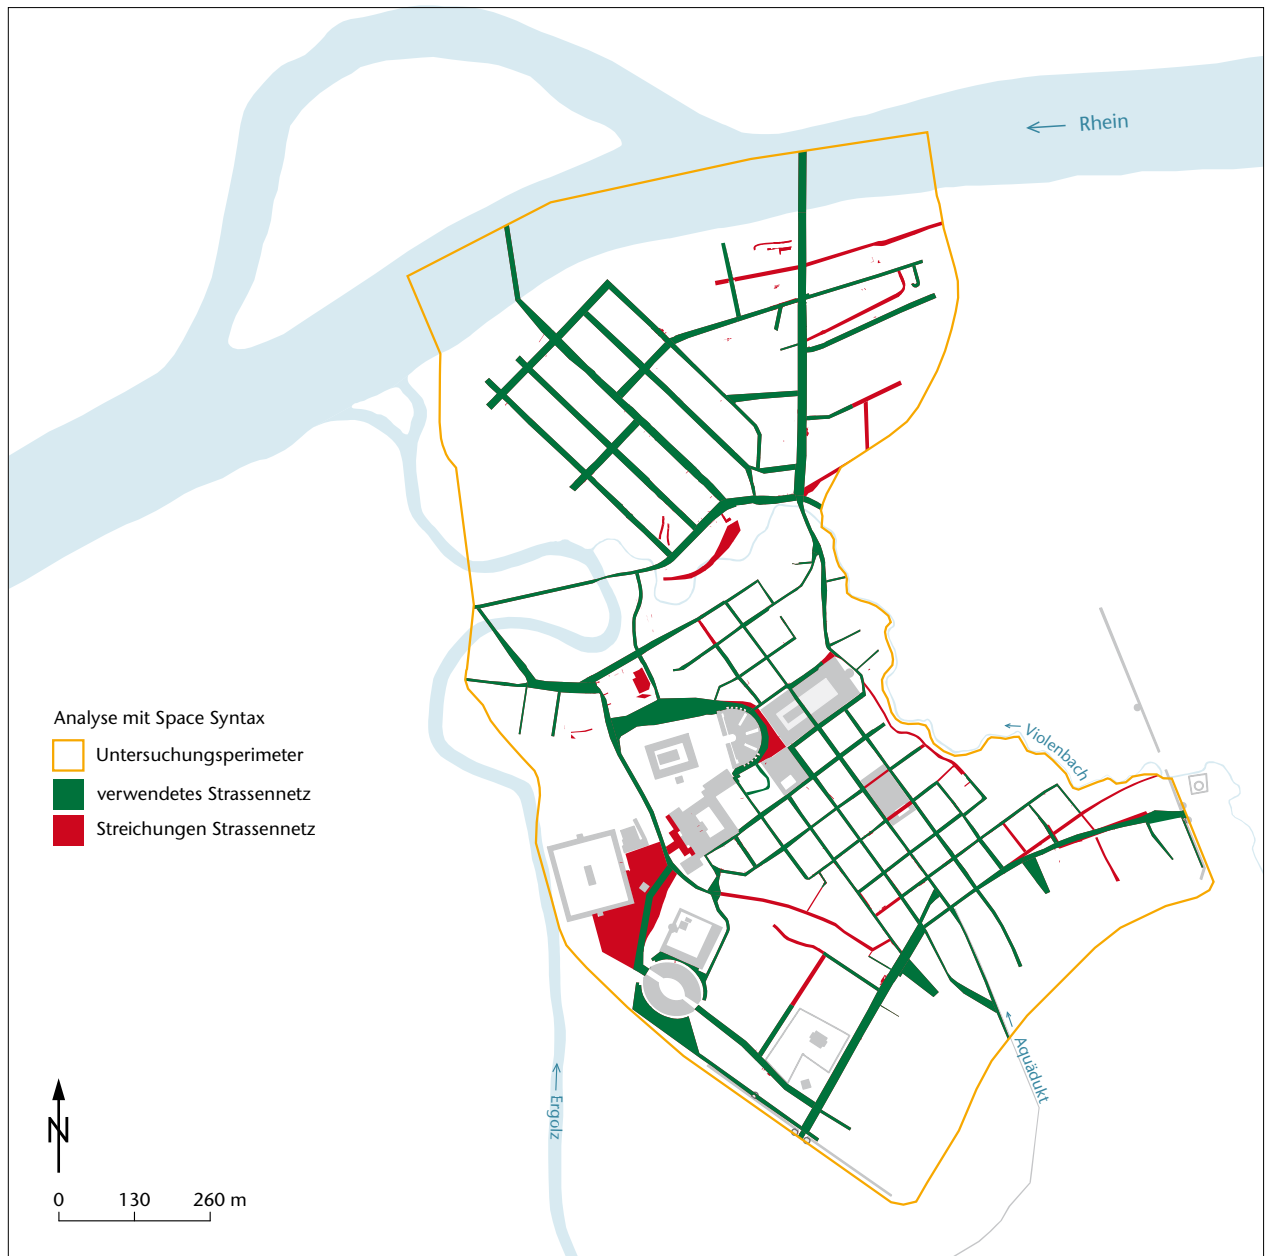 Rhein
Analyse mit Space Syntax
Untersuchungsperimeter
verwendetes Strassennetz
Streichungen Strassennetz
Violenbach
Aquädukt
Ergolz
N
0 130 260 m